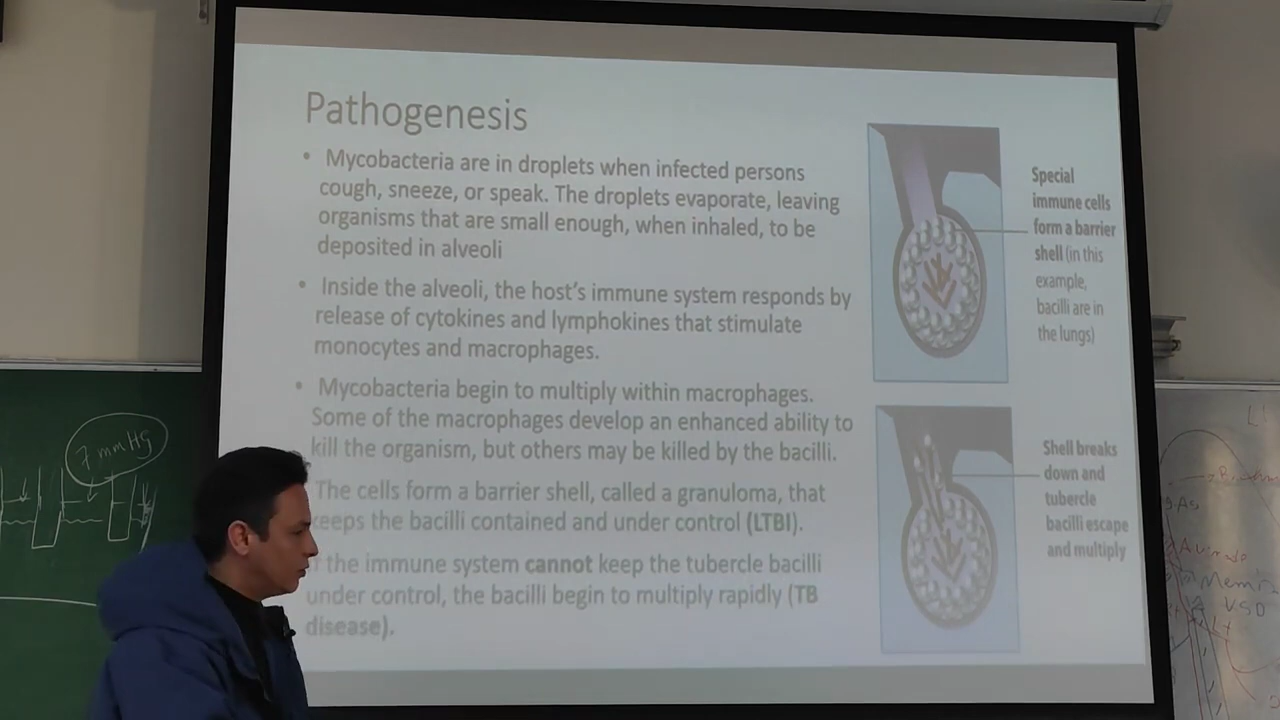 Pathogenesis
• Mycobacteria are in droplets when infected persons
cough, sneeze, or speak. The droplets evaporate, leaving
organisms that are small enough, when inhaled, to be
deposited in alveoli
• Inside the alveoli, the host's immune system responds by
release of cytokines and lymphokines that stimulate
monocytes and macrophages.
• Mycobacteria begin to multiply within macrophages.
Some of the macrophages develop an enhanced ability to
kill the organism, but others may be killed by the bacilli.
The cells form a barrier shell, called a granuloma, that
keeps the bacilli contained and under control (LTBI).
the immune system cannot keep the tubercle bacilli
under control, the bacilli begin to multiply rapidly (TB
disease).
Special
immune cells
form a barrier
shell (in this
example,
bacilli are in
the lungs)
Shell breaks
down and
tubercle
bacilli escape
and multiply
7 mmHg
VSD